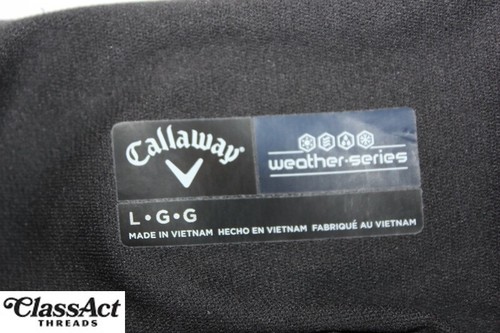 Callaway
weather•series
L•G•G
MADE IN VIETNAM HECHO EN VIETNAM FABRIQUÉ AU VIETNAM
ClassAct
THREADS